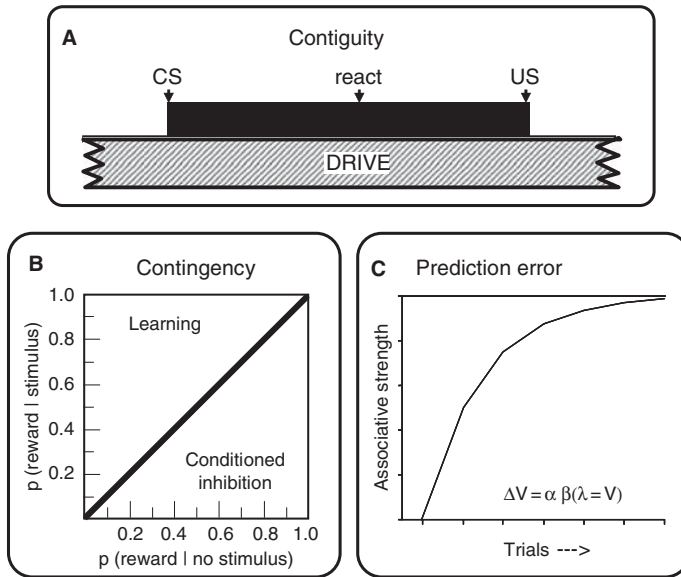 A
Contiguity
CS react US
DRIVE
B
Contingency
1.0
0.8
0.6
0.4
0.2
p (reward | stimulus)
Learning
Conditioned
inhibition
0.2 0.4 0.6 0.8 1.0
p (reward | no stimulus)
C Prediction error
Associative strength
ΔV = α β(λ = V)
Trials --->